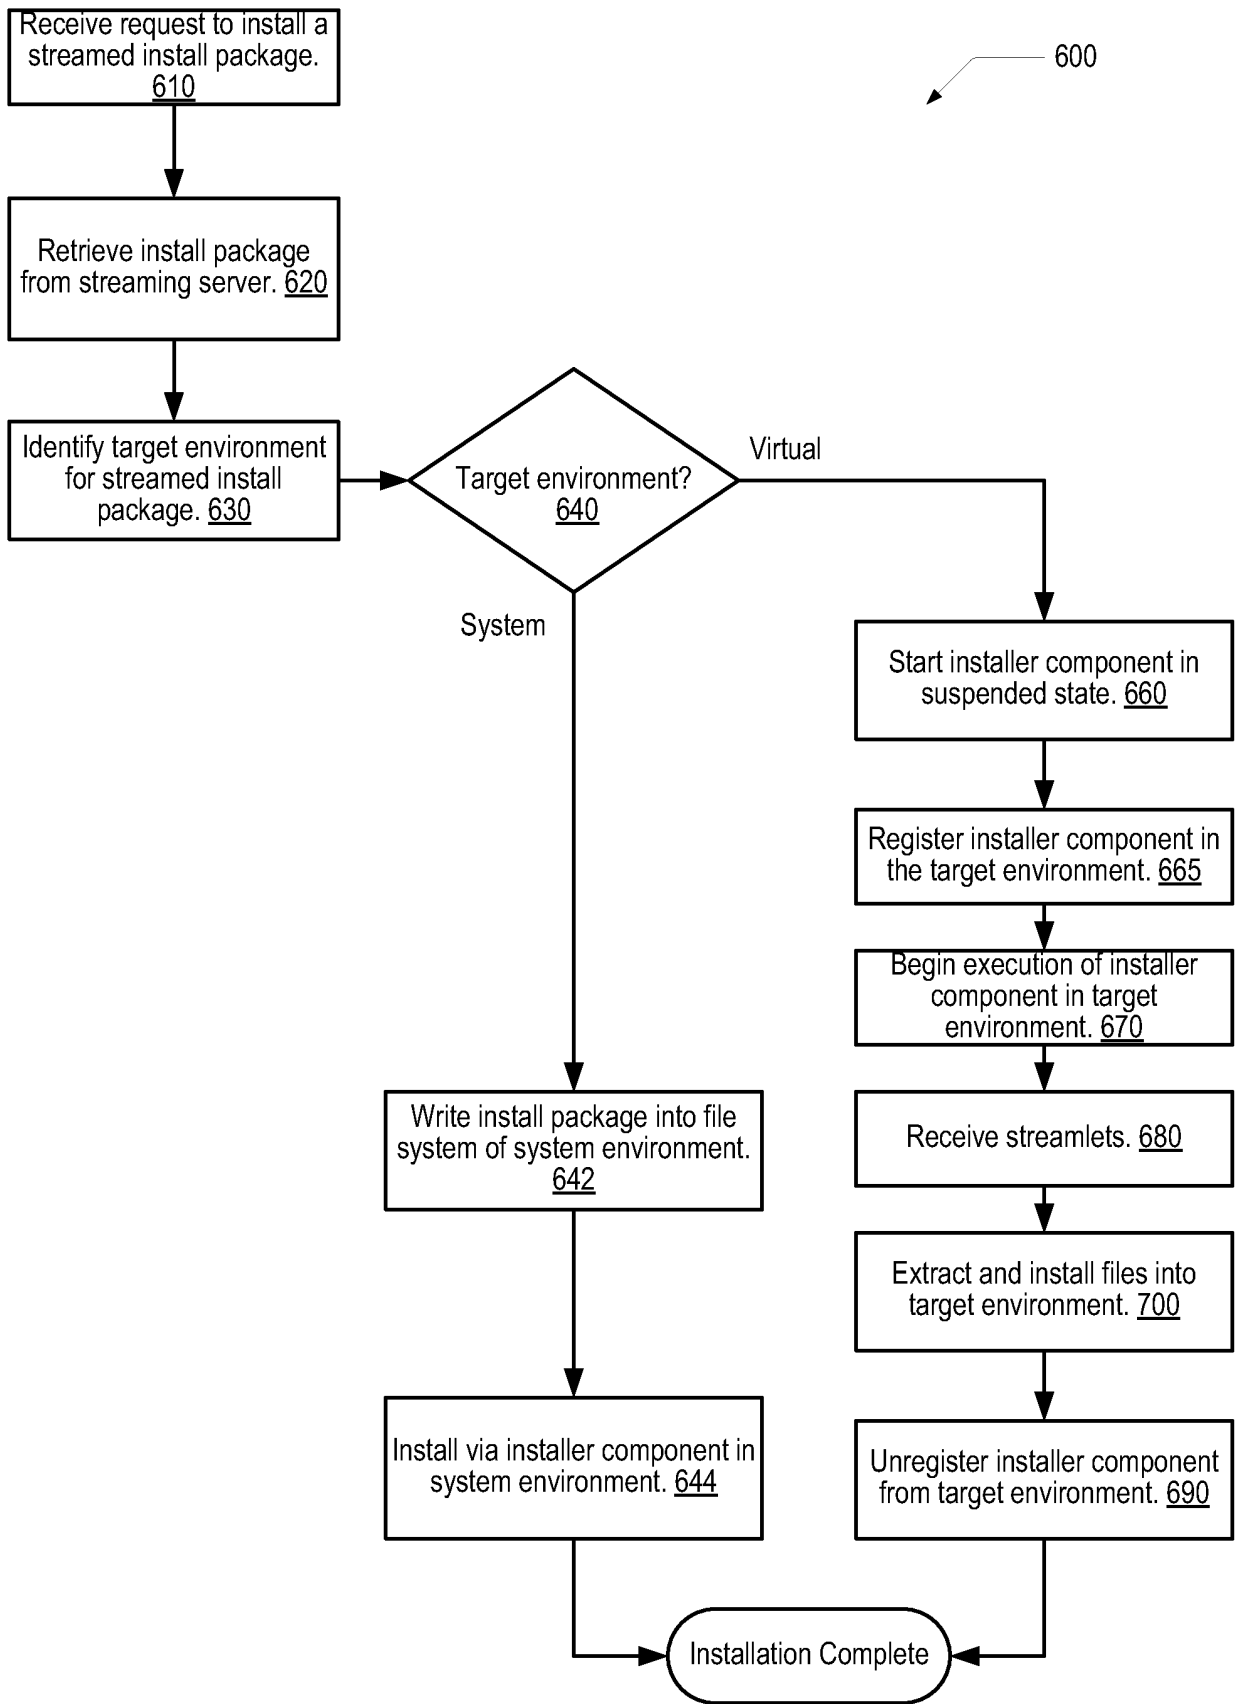 Receive request to install a
streamed install package.
610
600
Retrieve install package
from streaming server. 620
Identify target environment
for streamed install
package. 630
Target environment?
640
Virtual
System
Start installer component in
suspended state. 660
Register installer component in
the target environment. 665
Begin execution of installer
component in target
environment. 670
Write install package into file
system of system environment.
642
Receive streamlets. 680
Extract and install files into
target environment. 700
Install via installer component in
system environment. 644
Unregister installer component
from target environment. 690
Installation Complete